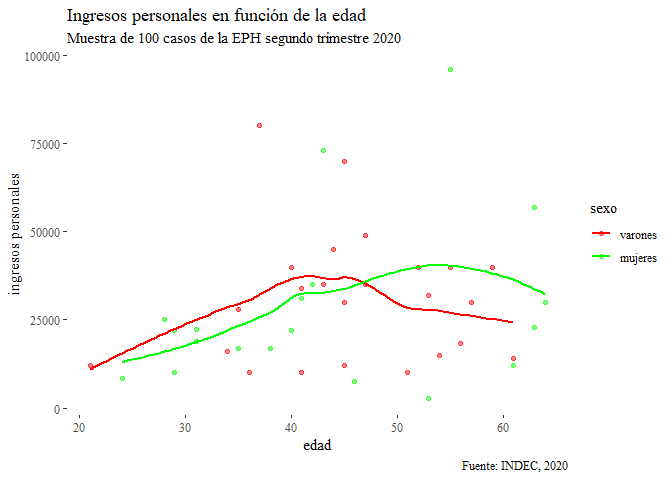 Ingresos personales en función de la edad
Muestra de 100 casos de la EPH segundo trimestre 2020
100000
75000
50000
25000
0
ingresos personales
20 30 40 50 60
edad
sexo
varones
mujeres
Fuente: INDEC, 2020